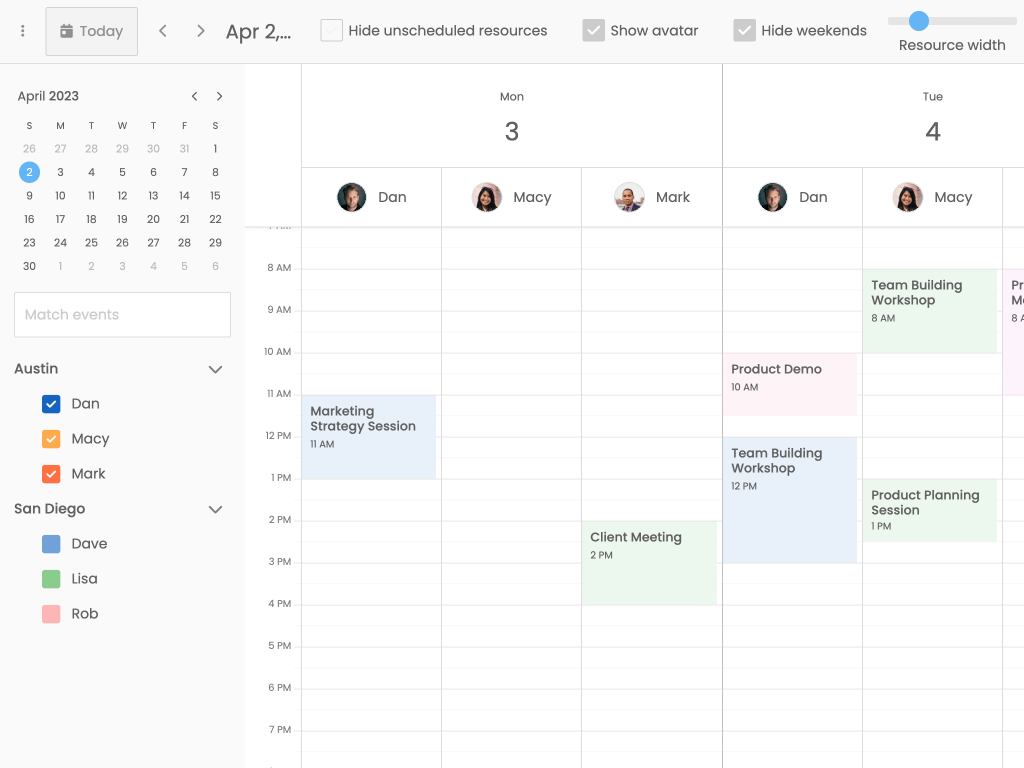 Today
Apr 2,...
Hide unscheduled resources
Show avatar
Hide weekends
Resource width
April 2023
S M T W T F S
26 27 28 29 30 31 1
2 3 4 5 6 7 8
9 10 11 12 13 14 15
16 17 18 19 20 21 22
23 24 25 26 27 28 29
30 1 2 3 4 5 6
Match events
Austin
Dan
Macy
Mark
San Diego
Dave
Lisa
Rob
Mon
3
Tue
4
Dan
Macy
Mark
Dan
Macy
8 AM
9 AM
10 AM
11 AM
12 PM
1 PM
2 PM
3 PM
4 PM
5 PM
6 PM
7 PM
Marketing
Strategy Session
11 AM
Client Meeting
2 PM
Product Demo
10 AM
Team Building
Workshop
12 PM
Team Building
Workshop
8 AM
Product Planning
Session
1 PM